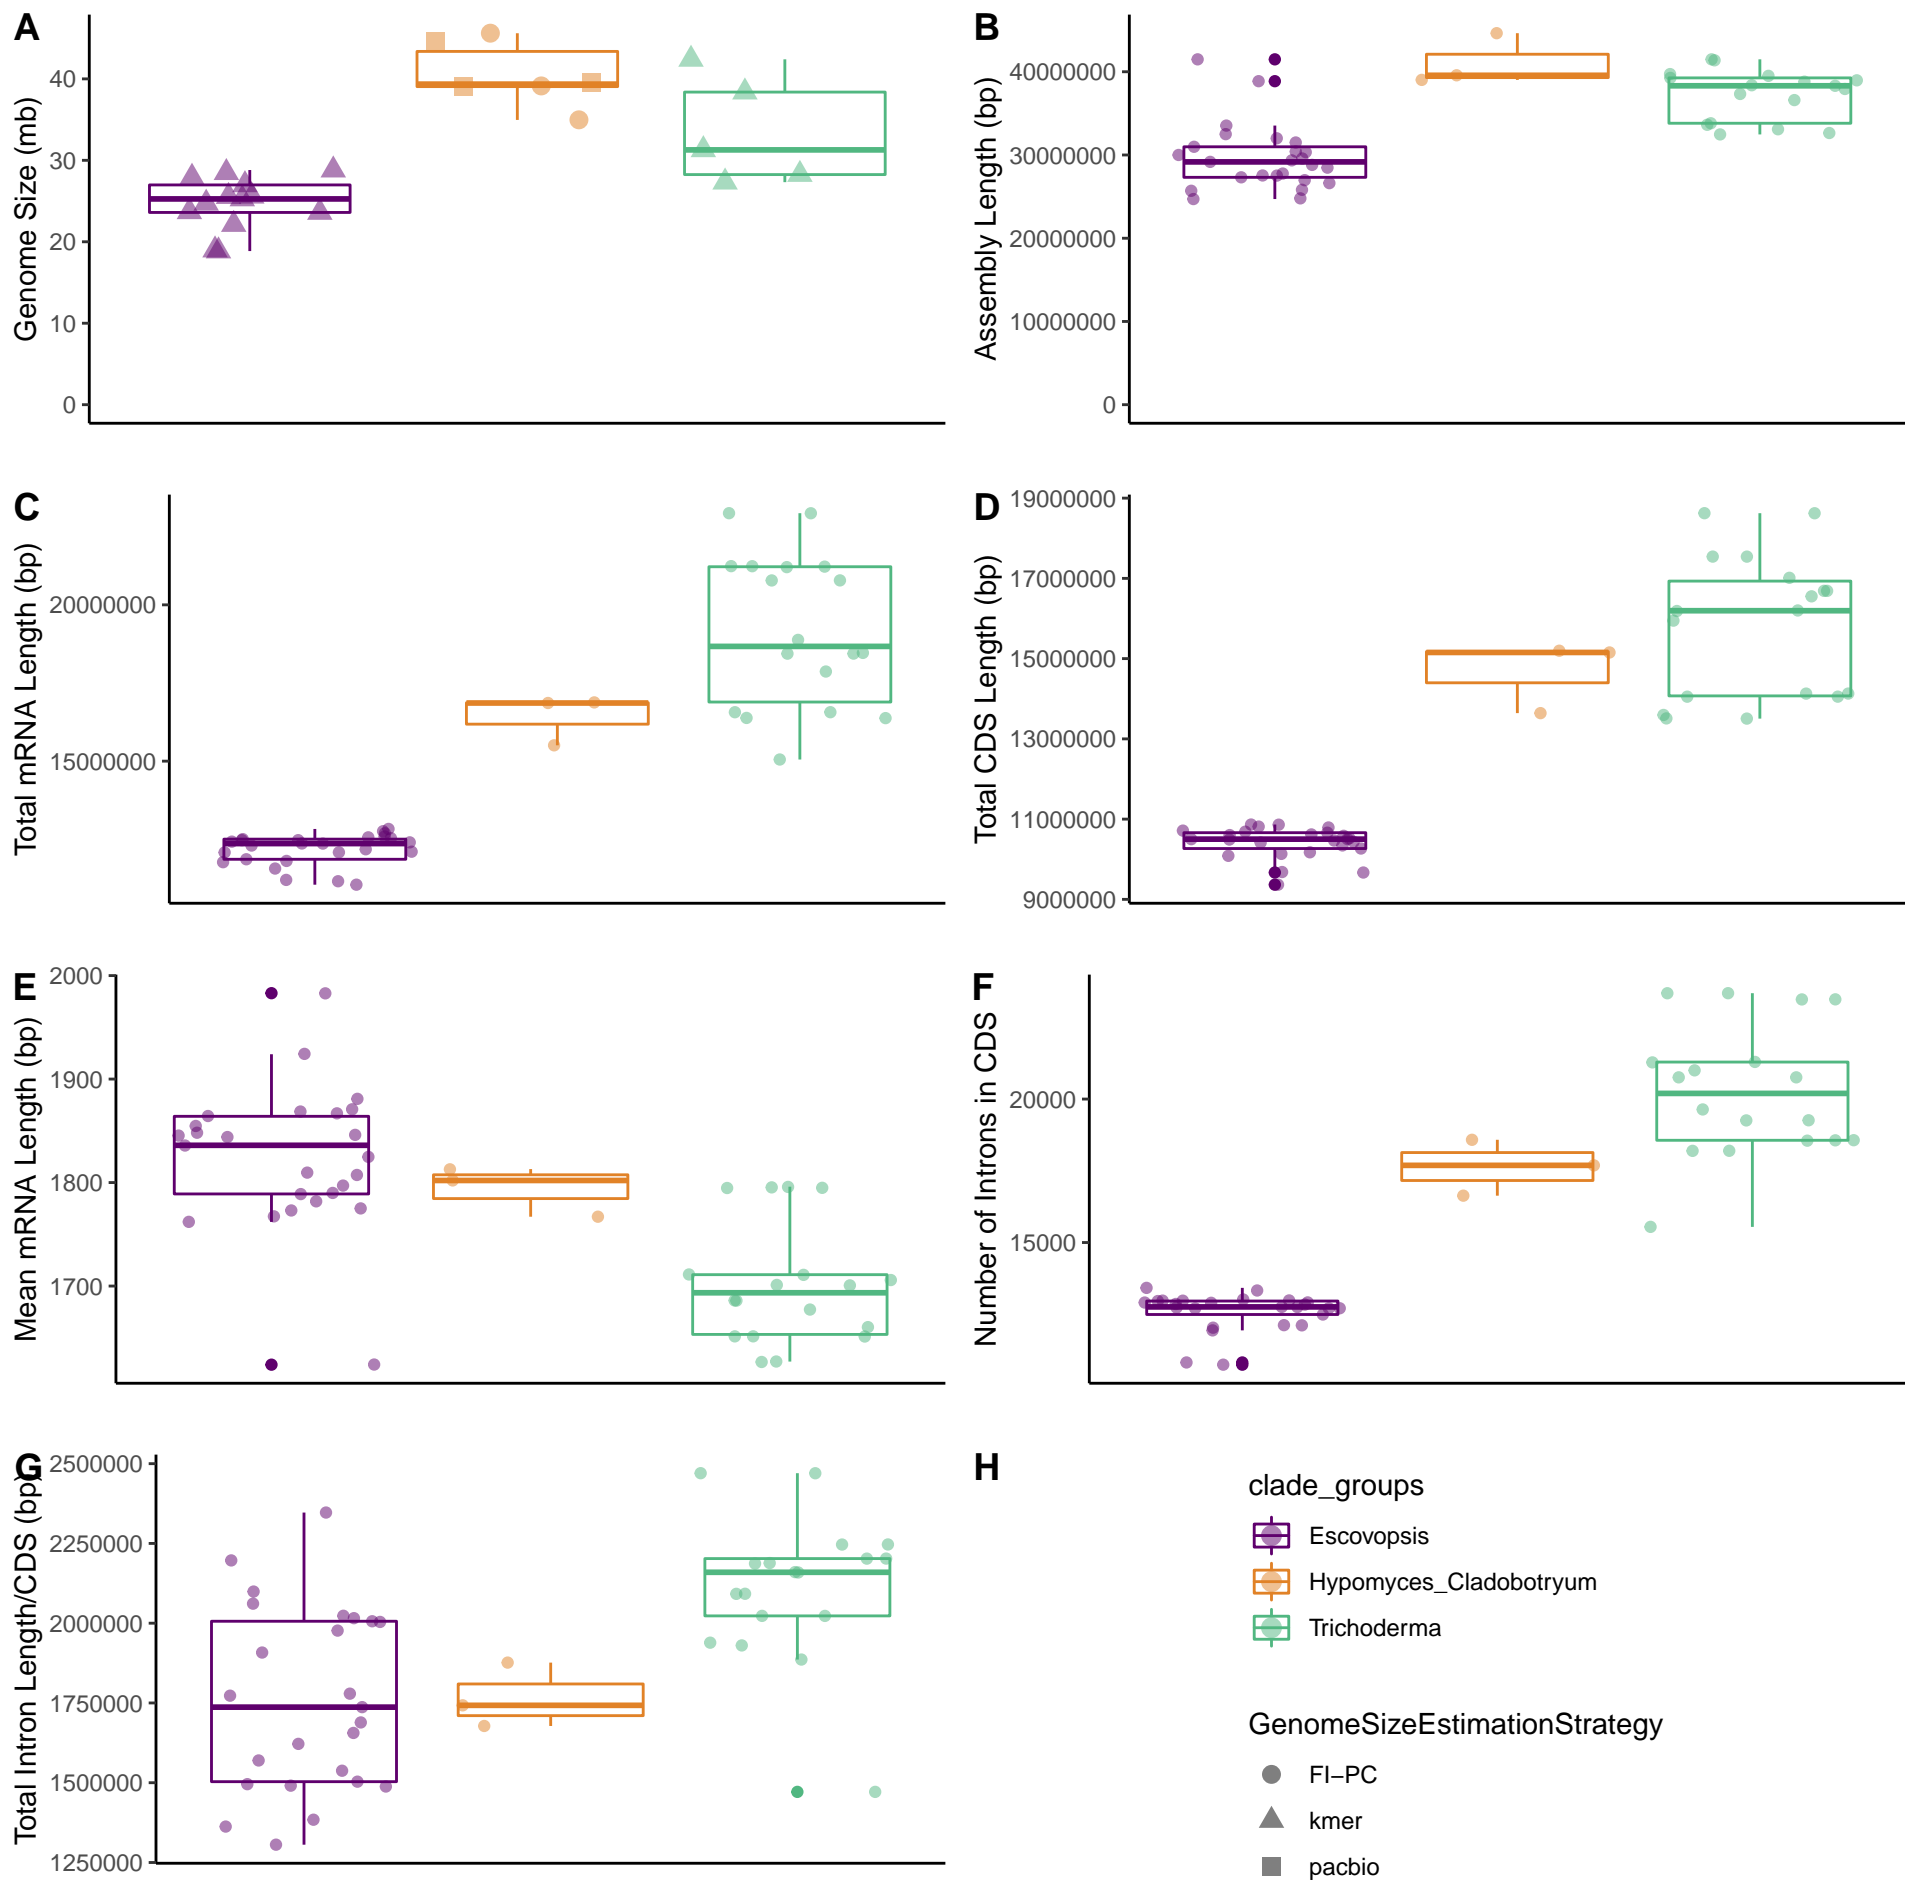 A
Genome Size (mb)
40
30
20
10
0
B
Assembly Length (bp)
40000000
30000000
20000000
10000000
0
C
Total mRNA Length (bp)
20000000
15000000
D
Total CDS Length (bp)
19000000
17000000
15000000
13000000
11000000
9000000
E
Mean mRNA Length (bp)
2000
1900
1800
1700
F
Number of Introns in CDS
20000
15000
G
Total Intron Length/CDS (bp)
2500000
2250000
2000000
1750000
1500000
1250000
H
clade_groups
Escovopsis
Hypomyces_Cladobotryum
Trichoderma
GenomeSizeEstimationStrategy
FI−PC
kmer
pacbio